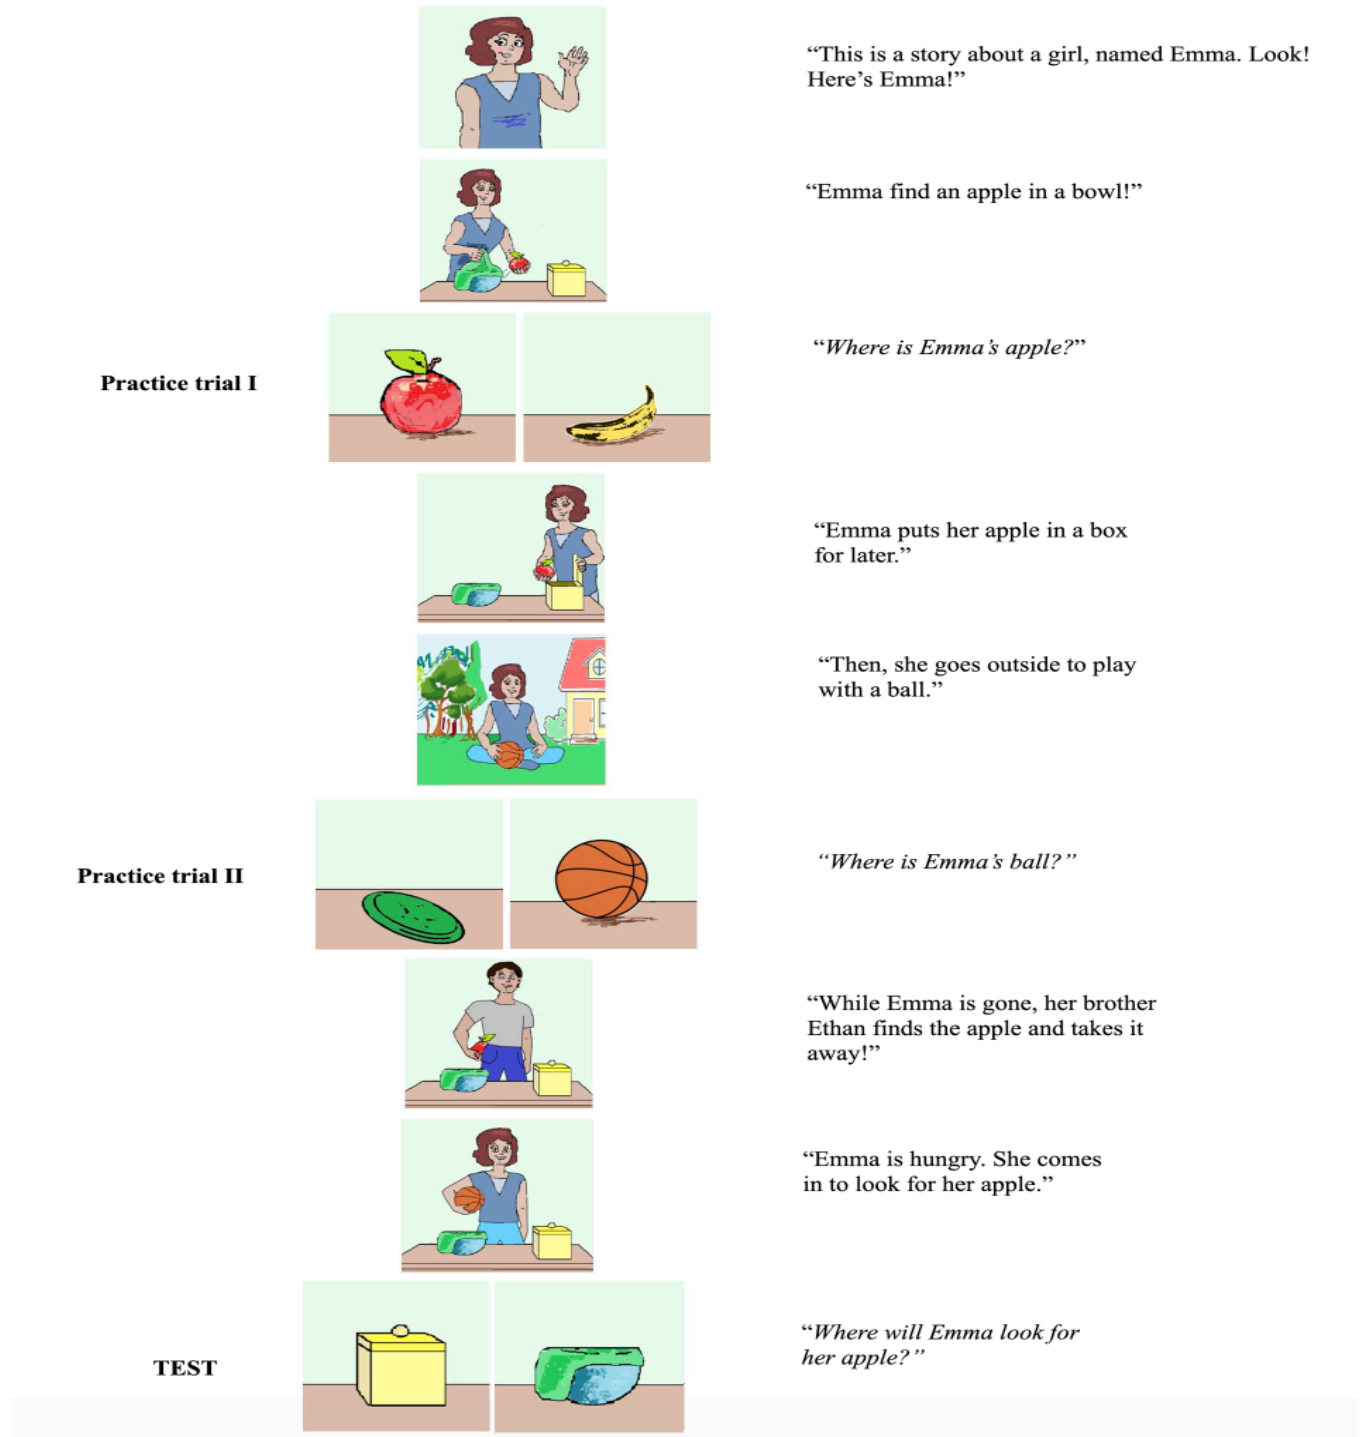 “This is a story about a girl, named Emma. Look!
Here’s Emma!”
“Emma find an apple in a bowl!”
Practice trial I
“Where is Emma’s apple?”
“Emma puts her apple in a box
for later.”
“Then, she goes outside to play
with a ball.”
Practice trial II
“Where is Emma’s ball?”
“While Emma is gone, her brother
Ethan finds the apple and takes it
away!”
“Emma is hungry. She comes
in to look for her apple.”
TEST
“Where will Emma look for
her apple?”